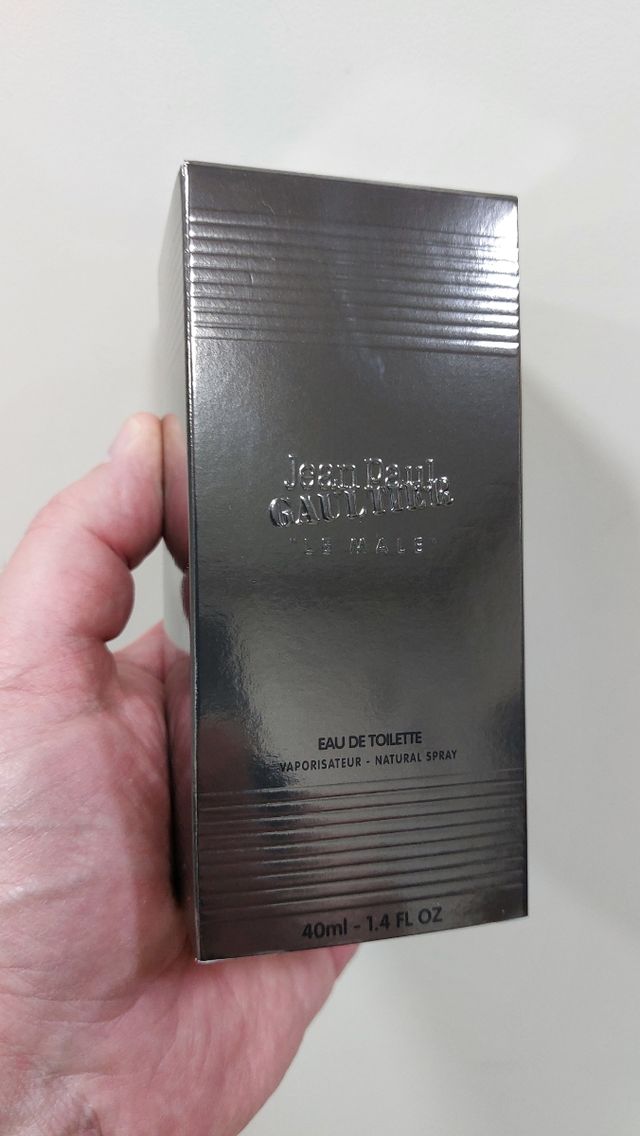 Jean Paul
GAULTIER
"LE MALE"
EAU DE TOILETTE
VAPORISATEUR - NATURAL SPRAY
40ml - 1.4 FL OZ